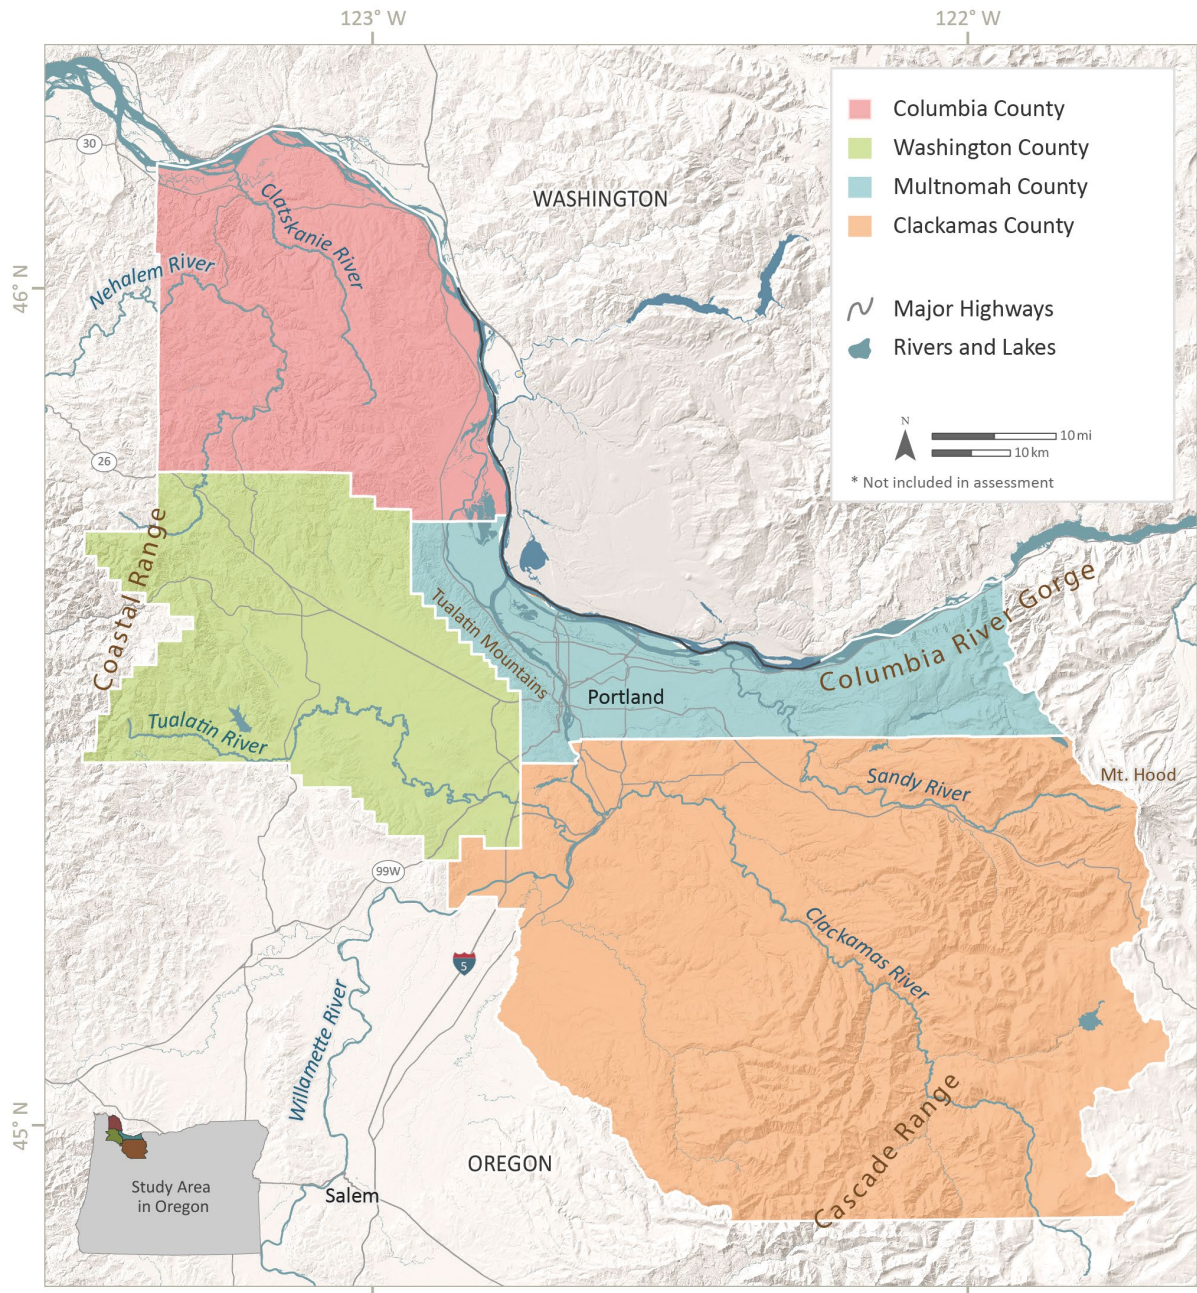 123° W
122° W
46° N
45° N
Columbia County
Washington County
Multnomah County
Clackamas County
Major Highways
Rivers and Lakes
N
10 mi
10 km
* Not included in assessment
30
WASHINGTON
Clatskanie River
Nehalem River
26
Coastal Range
Tualatin Mountains
Columbia River Gorge
Portland
Tualatin River
Mt. Hood
Sandy River
99W
Clackamas River
5
Willamette River
Cascade Range
OREGON
Salem
Study Area
in Oregon